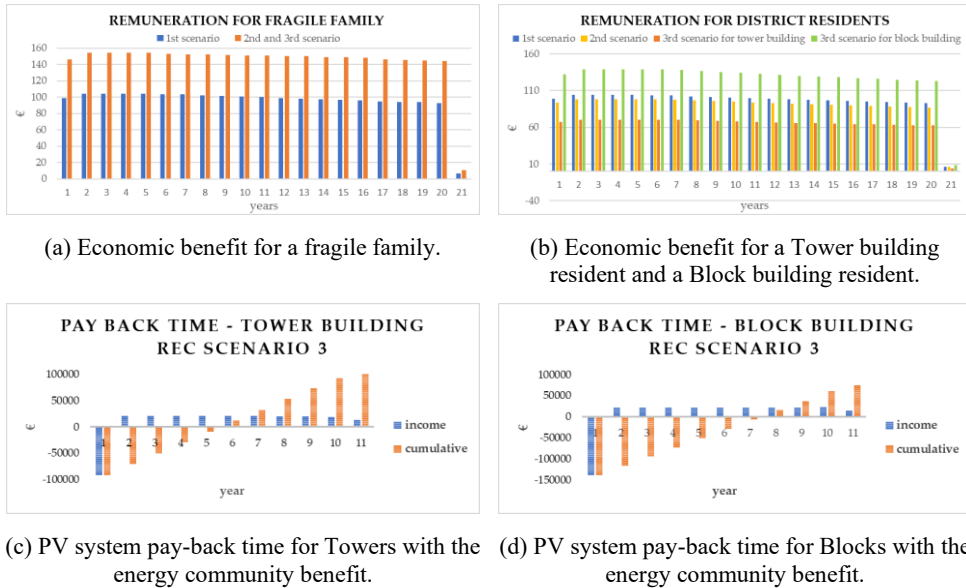 REMUNERATION FOR FRAGILE FAMILY
1st scenario 2nd and 3rd scenario
160
140
120
100
80
60
40
20
0
€
1 2 3 4 5 6 7 8 9 10 11 12 13 14 15 16 17 18 19 20 21
years
(a) Economic benefit for a fragile family.
REMUNERATION FOR DISTRICT RESIDENTS
1st scenario 2nd scenario 3rd scenario for tower building 3rd scenario for block building
160
110
60
10
-40
€
1 2 3 4 5 6 7 8 9 10 11 12 13 14 15 16 17 18 19 20 21
years
(b) Economic benefit for a Tower building
resident and a Block building resident.
PAY BACK TIME - TOWER BUILDING
REC SCENARIO 3
100000
50000
0
-50000
-100000
€
1 2 3 4 5 6 7 8 9 10 11
income
cumulative
year
(c) PV system pay-back time for Towers with the
energy community benefit.
PAY BACK TIME - BLOCK BUILDING
REC SCENARIO 3
100000
50000
0
-50000
-100000
-150000
€
1 2 3 4 5 6 7 8 9 10 11
income
cumulative
year
(d) PV system pay-back time for Blocks with the
energy community benefit.